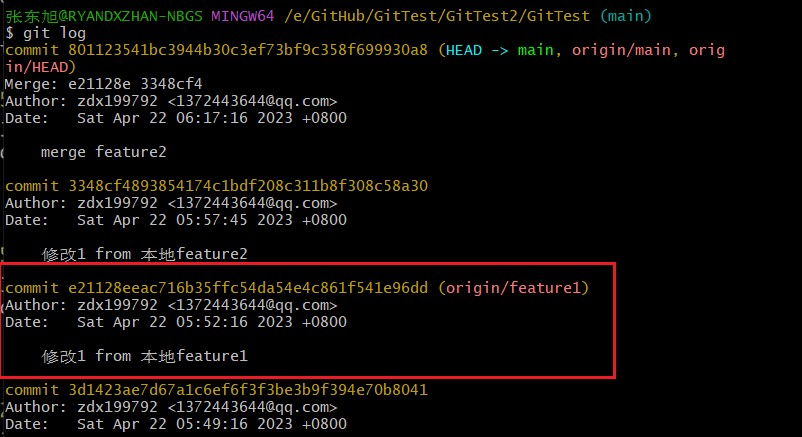 张东旭@RYANDXZHAN-NBGS MINGW64 /e/GitHub/GitTest/GitTest2/GitTest (main)
$ git log
commit 801123541bc3944b30c3ef73bf9c358f699930a8 (HEAD -> main, origin/main, orig
in/HEAD)
Merge: e21128e 3348cf4
Author: zdx199792 <1372443644@qq.com>
Date:   Sat Apr 22 06:17:16 2023 +0800
    merge feature2
commit 3348cf4893854174c1bdf208c311b8f308c58a30
Author: zdx199792 <1372443644@qq.com>
Date:   Sat Apr 22 05:57:45 2023 +0800
    修改1 from 本地feature2
commit e21128eeac716b35ffc54da54e4c861f541e96dd (origin/feature1)
Author: zdx199792 <1372443644@qq.com>
Date:   Sat Apr 22 05:52:16 2023 +0800
    修改1 from 本地feature1
commit 3d1423ae7d67a1c6ef6f3f3be3b9f394e70b8041
Author: zdx199792 <1372443644@qq.com>
Date:   Sat Apr 22 05:49:16 2023 +0800